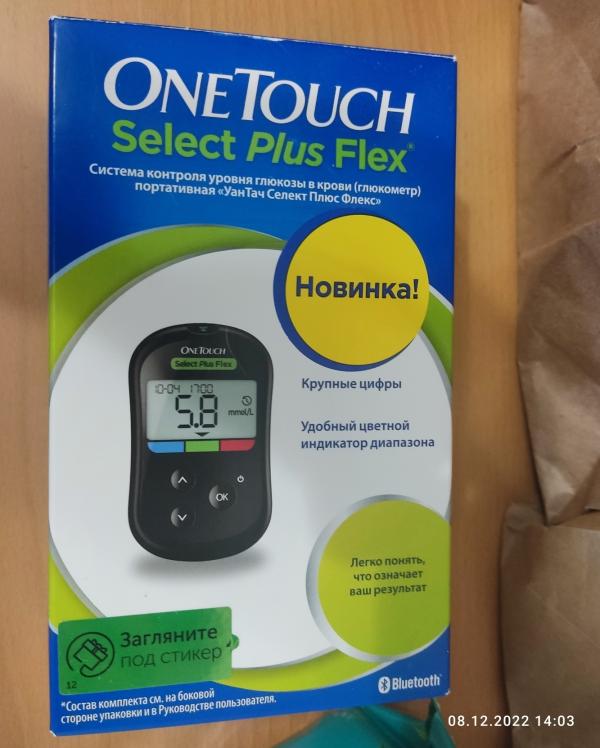 ONETOUCH
Select Plus Flex®
Система контроля уровня глюкозы в крови (глюкометр)
портативная «УанТач Селект Плюс Флекс»
Новинка!
ONETOUCH
Select Plus Flex
10-04 17:00
5.8
mmol/L
OK
Крупные цифры
Удобный цветной
индикатор диапазона
Легко понять,
что означает
ваш результат
Загляните
под стикер
12
Bluetooth
*Состав комплекта см. на боковой
стороне упаковки и в Руководстве пользователя.
08.12.2022 14:03